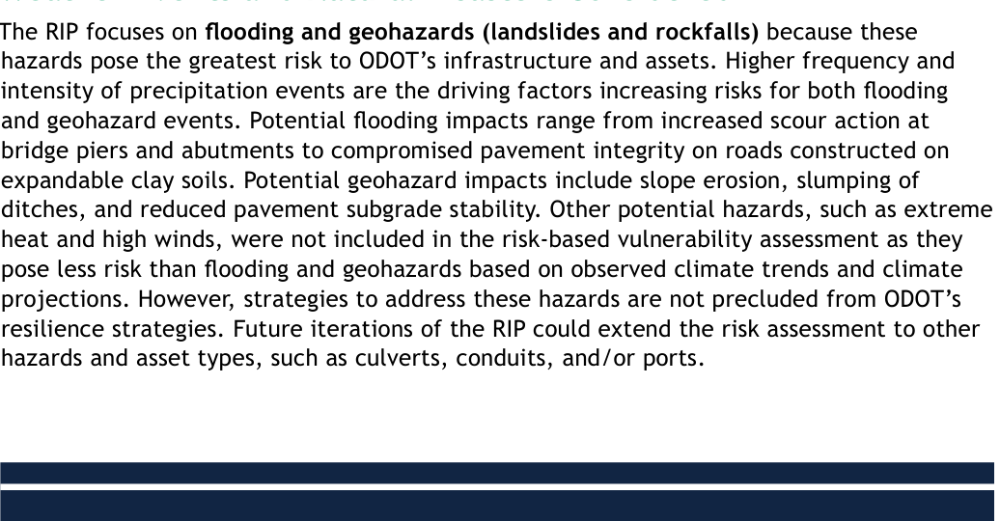 The RIP focuses on flooding and geohazards (landslides and rockfalls) because these
hazards pose the greatest risk to ODOT’s infrastructure and assets. Higher frequency and
intensity of precipitation events are the driving factors increasing risks for both flooding
and geohazard events. Potential flooding impacts range from increased scour action at
bridge piers and abutments to compromised pavement integrity on roads constructed on
expandable clay soils. Potential geohazard impacts include slope erosion, slumping of
ditches, and reduced pavement subgrade stability. Other potential hazards, such as extreme
heat and high winds, were not included in the risk-based vulnerability assessment as they
pose less risk than flooding and geohazards based on observed climate trends and climate
projections. However, strategies to address these hazards are not precluded from ODOT’s
resilience strategies. Future iterations of the RIP could extend the risk assessment to other
hazards and asset types, such as culverts, conduits, and/or ports.